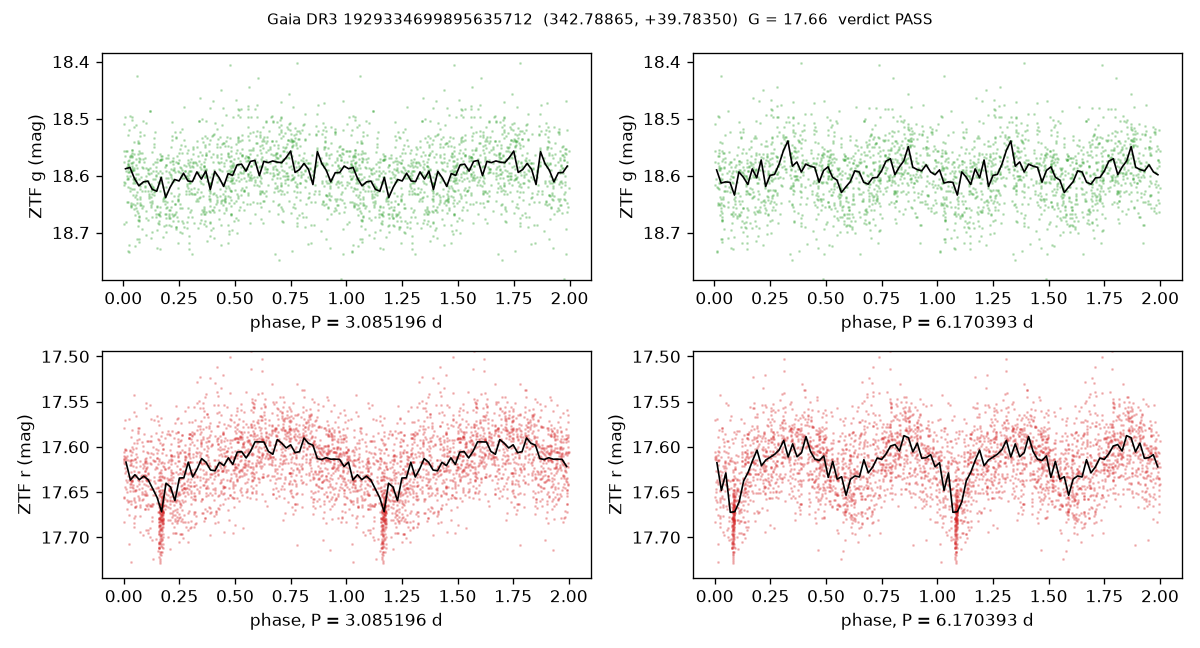 Gaia DR3 1929334699895635712  (342.78865, +39.78350)  G = 17.66  verdict PASS
ZTF g (mag)
18.4
18.5
18.6
18.7
0.00 0.25 0.50 0.75 1.00 1.25 1.50 1.75 2.00
phase, P = 3.085196 d
ZTF g (mag)
18.4
18.5
18.6
18.7
0.00 0.25 0.50 0.75 1.00 1.25 1.50 1.75 2.00
phase, P = 6.170393 d
ZTF r (mag)
17.50
17.55
17.60
17.65
17.70
0.00 0.25 0.50 0.75 1.00 1.25 1.50 1.75 2.00
phase, P = 3.085196 d
ZTF r (mag)
17.50
17.55
17.60
17.65
17.70
0.00 0.25 0.50 0.75 1.00 1.25 1.50 1.75 2.00
phase, P = 6.170393 d